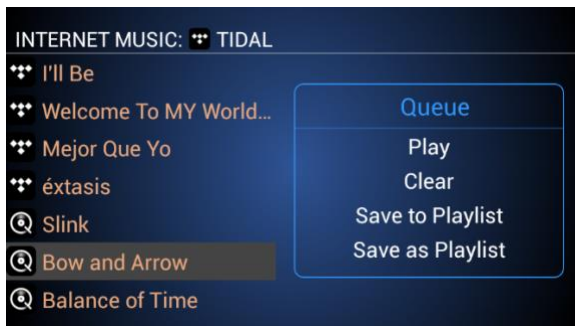 INTERNET MUSIC: TIDAL
I'll Be
Welcome To MY World...
Mejor Que Yo
éxtasis
Slink
Bow and Arrow
Balance of Time
Queue
Play
Clear
Save to Playlist
Save as Playlist